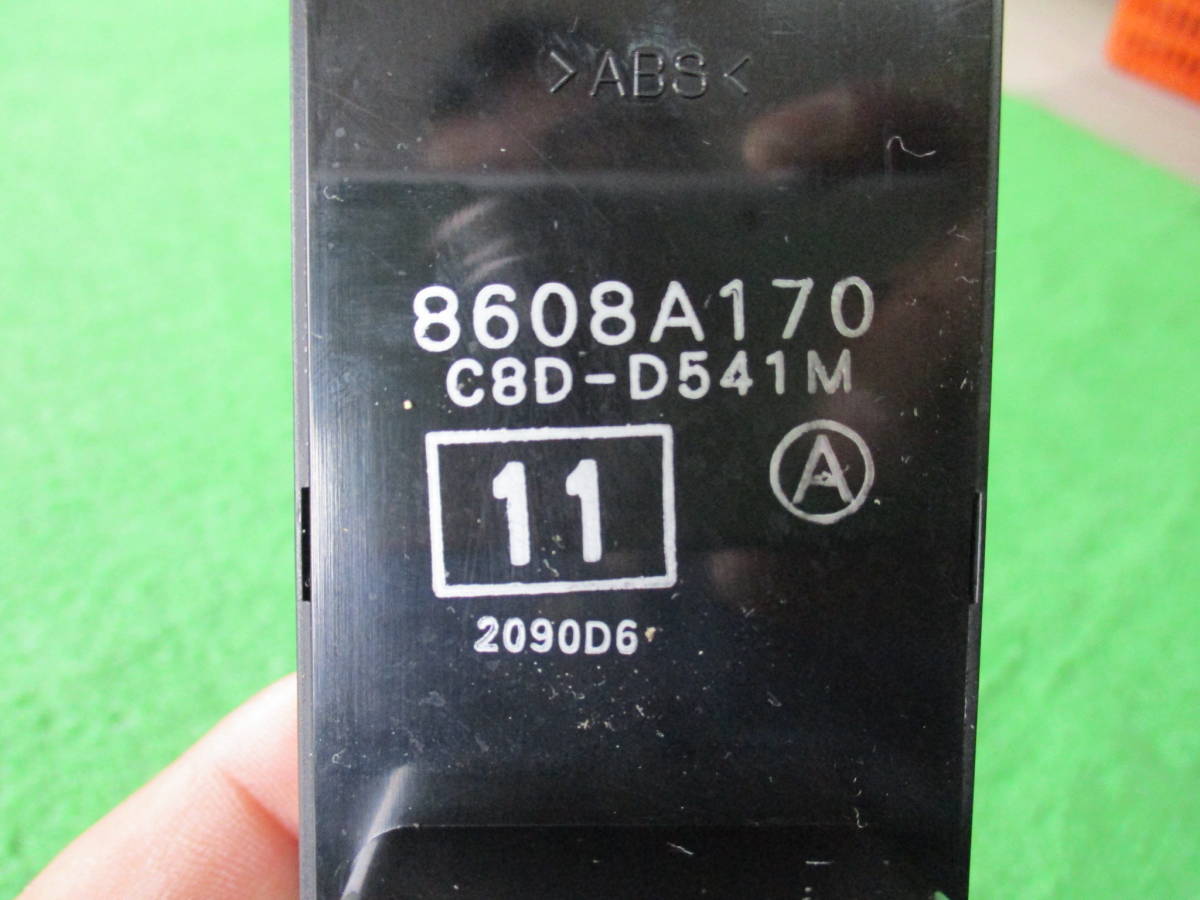 >ABS<
8608A170
C8D-D541M
11
A
2090D6